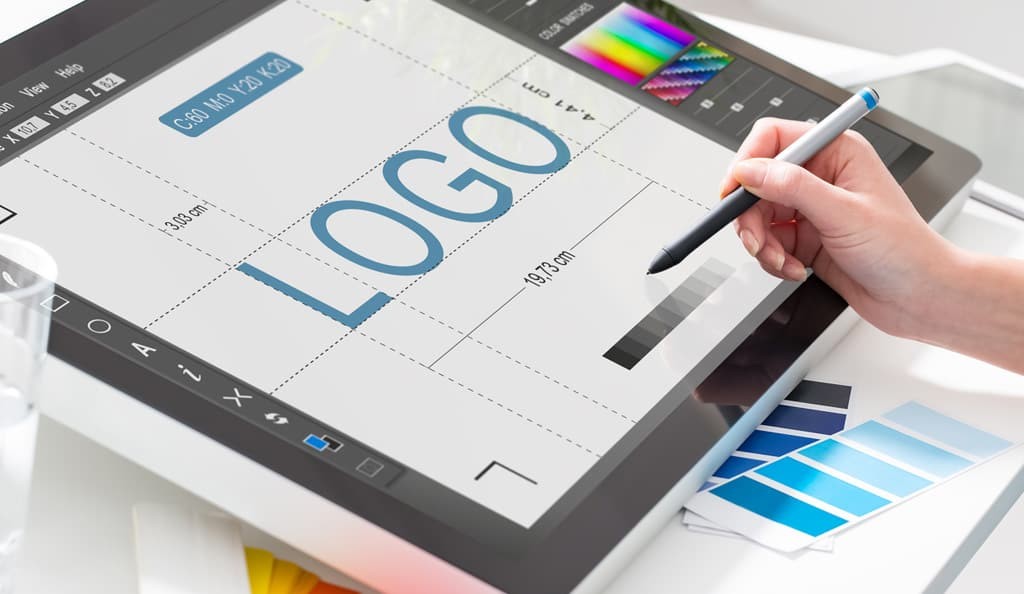 View Help
X 10.7 Y 4.5 Z 8.2
COLOR SWATCHES
C:60 M:0 Y:20 K:20
4.41 cm
LOGO
3,03 cm
19,73 cm
A
i